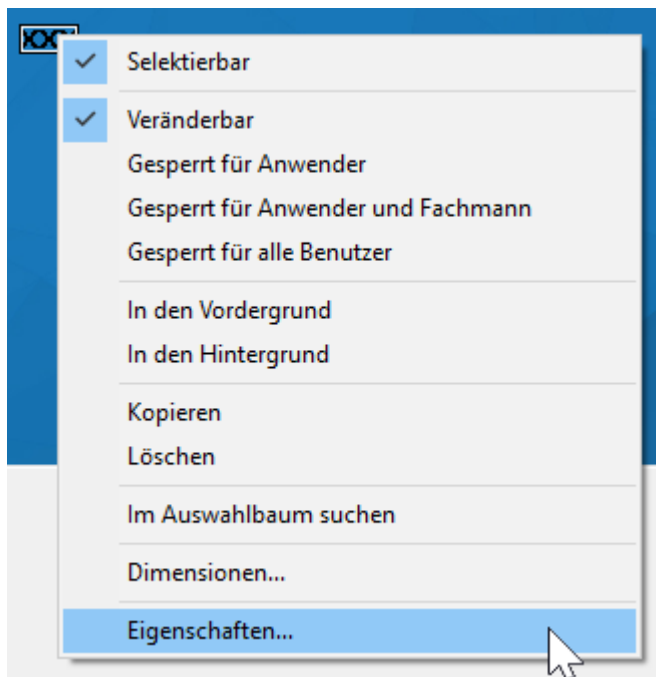 Selektierbar
Veränderbar
Gesperrt für Anwender
Gesperrt für Anwender und Fachmann
Gesperrt für alle Benutzer
In den Vordergrund
In den Hintergrund
Kopieren
Löschen
Im Auswahlbaum suchen
Dimensionen...
Eigenschaften...